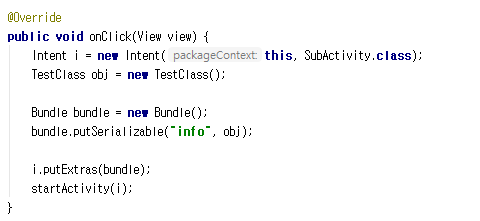 @Override
public void onClick(View view) {
Intent i = new Intent( packageContext: this, SubActivity.class);
TestClass obj = new TestClass();
Bundle bundle = new Bundle();
bundle.putSerializable("info", obj);
i.putExtras(bundle);
startActivity(i);
}